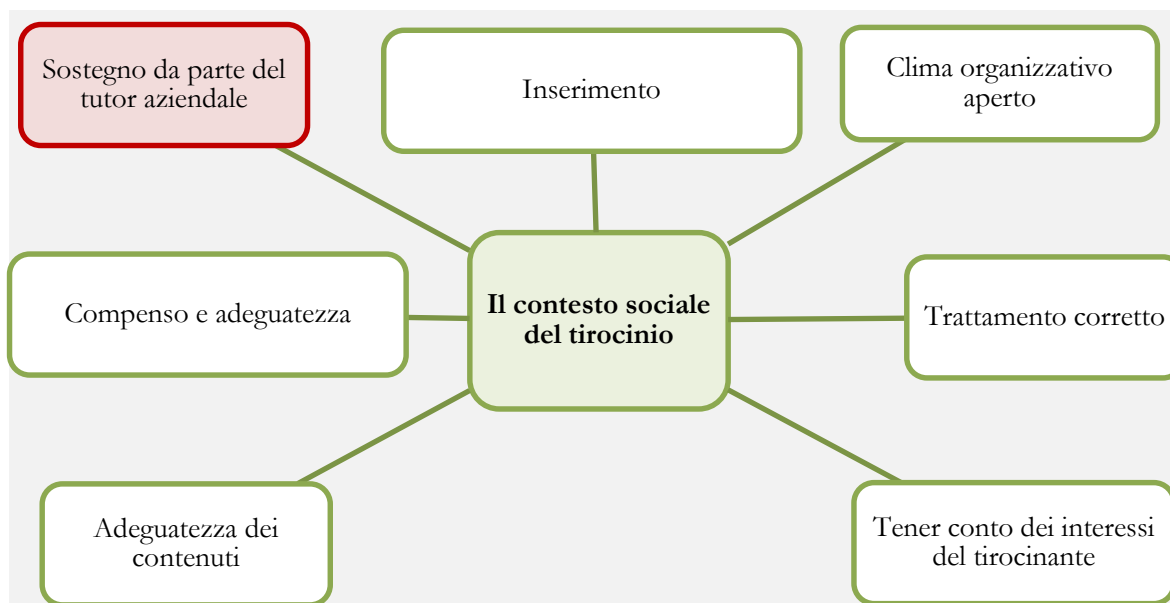 Sostegno da parte del
tutor aziendale
Inserimento
Clima organizzativo
aperto
Compenso e adeguatezza
Il contesto sociale
del tirocinio
Trattamento corretto
Adeguatezza dei
contenuti
Tener conto dei interessi
del tirocinante